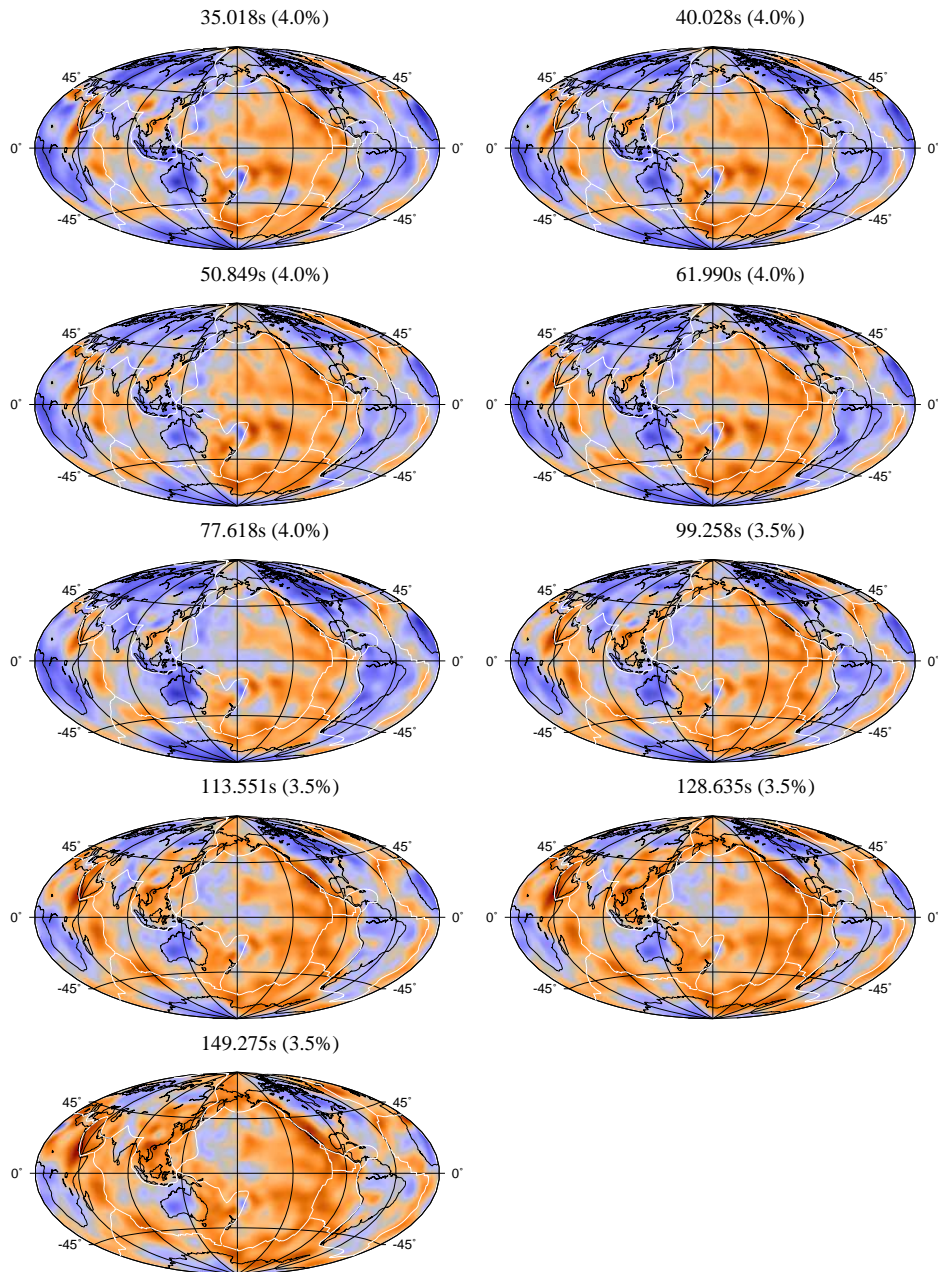 35.018s (4.0%) 40.028s (4.0%)
45˚ 45˚ 45˚ 45˚
0˚ 0˚ 0˚ 0˚
-45˚ -45˚ -45˚ -45˚
50.849s (4.0%) 61.990s (4.0%)
45˚ 45˚ 45˚ 45˚
0˚ 0˚ 0˚ 0˚
-45˚ -45˚ -45˚ -45˚
77.618s (4.0%) 99.258s (3.5%)
45˚ 45˚ 45˚ 45˚
0˚ 0˚ 0˚ 0˚
-45˚ -45˚ -45˚ -45˚
113.551s (3.5%) 128.635s (3.5%)
45˚ 45˚ 45˚ 45˚
0˚ 0˚ 0˚ 0˚
-45˚ -45˚ -45˚ -45˚
149.275s (3.5%)
45˚ 45˚
0˚ 0˚
-45˚ -45˚